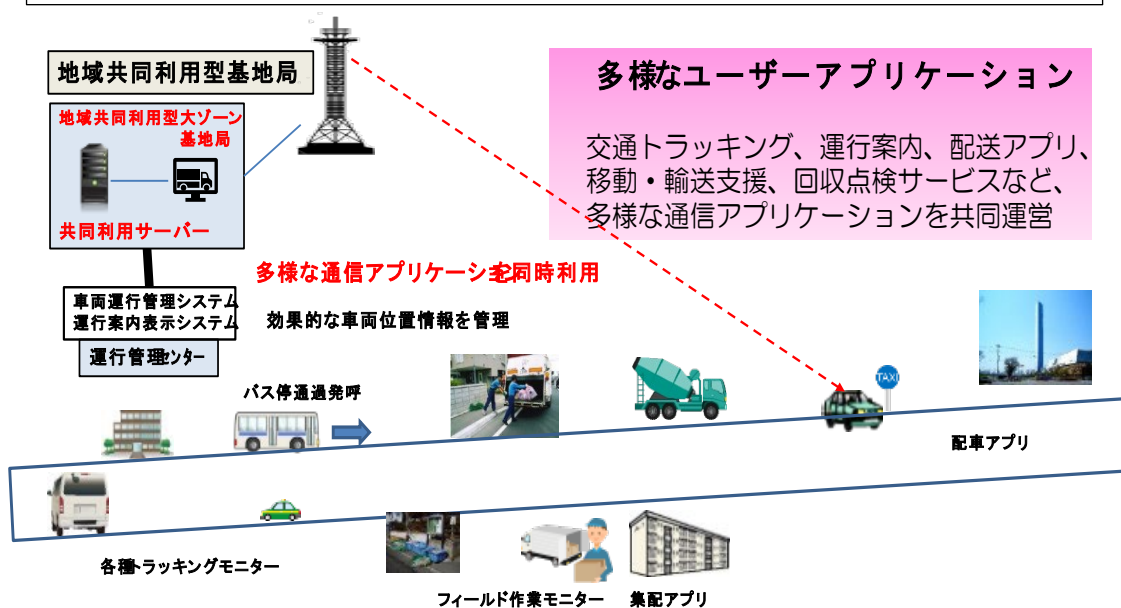 地域共同利用型基地局
多様なユーザーアプリケーション
地域共同利用型大ゾーン
基地局
交通トラッキング、運行案内、配送アプリ、
移動・輸送支援、回収点検サービスなど、
多様な通信アプリケーションを共同運営
共同利用サーバー
多様な通信アプリケーションを同時利用
車両運行管理システム
運行案内表示システム
効果的な車両位置情報を管理
運行管理センター
バス停通過発呼
TAXI
配車アプリ
各種トラッキングモニター
フィールド作業モニター
集配アプリ